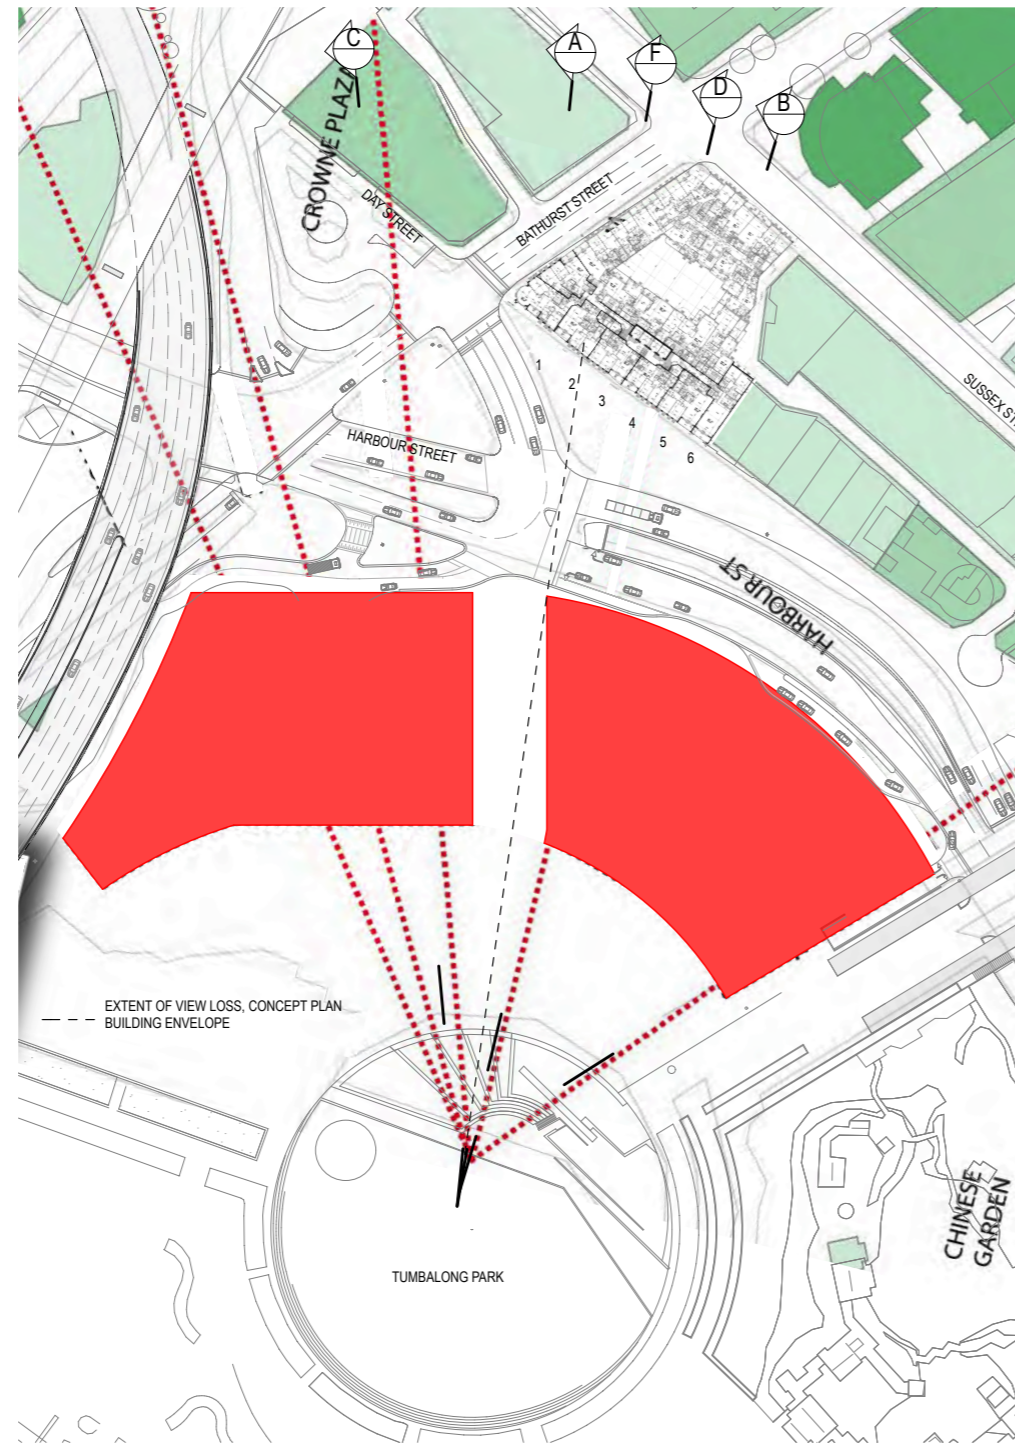 C
A
F
D
B
CROWNE PLAZA
DAY STREET
BATHURST STREET
SUSSEX ST
1
2
3
4
5
6
HARBOUR STREET
HARBOUR ST
EXTENT OF VIEW LOSS, CONCEPT PLAN
BUILDING ENVELOPE
CHINESE
GARDEN
TUMBALONG PARK